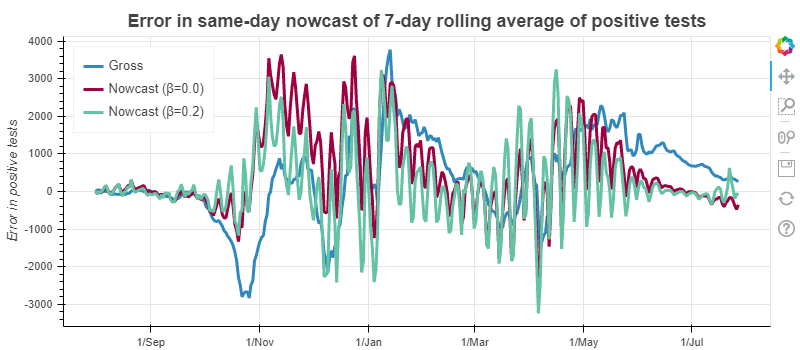 Error in same-day nowcast of 7-day rolling average of positive tests
Error in positive tests
4000
3000
2000
1000
0
-1000
-2000
-3000
Gross
Nowcast (β=0.0)
Nowcast (β=0.2)
1/Sep
1/Nov
1/Jan
1/Mar
1/May
1/Jul